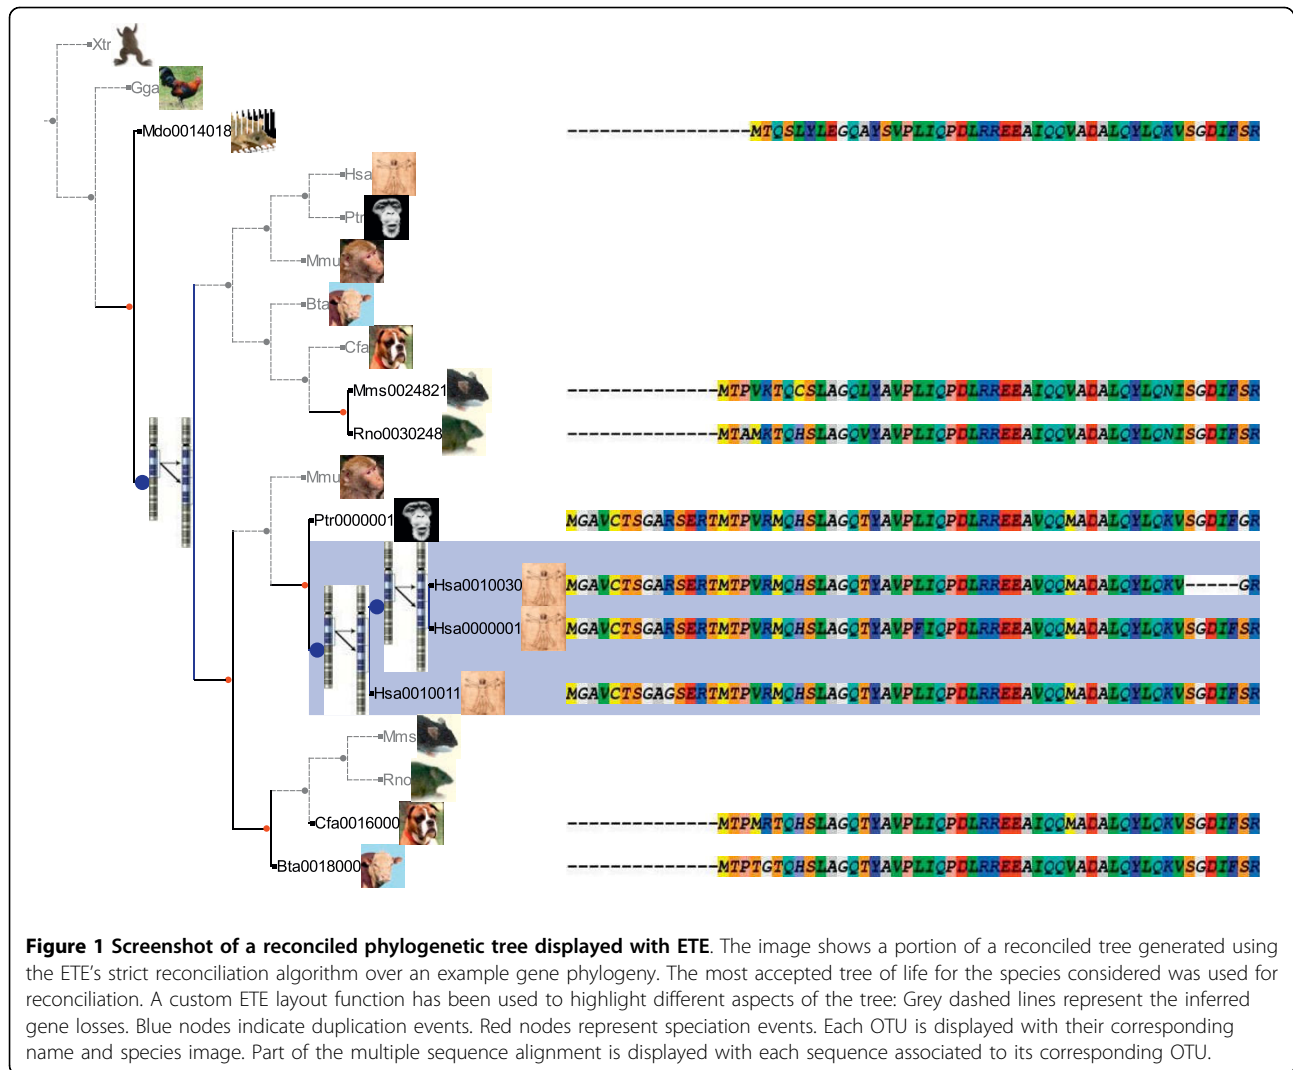 Xtr
Gga
Mdo0014018 ------------------MTQSLYLEGQAYSVPLIQPDLRREEAIQQVADALQYLQKVSGDIFSR
Hsa
Ptr
Mmu
Bta
Cfa
Mms0024821 --------------MTPVKTQCSLAGQLYAVPLIQPDLRREEAIQQVADALQYLQNISGDIFSR
Rno0030248 --------------MTAMKTQHSLAGQVYAVPLIQPDLRREEAIQQVADALQYLQNISGDIFSR
Mmu
Ptr0000001 MGAVCTSGARSERTMTPVRMQHSLAGQTYAVPLIQPDLRREEAVQQMADALQYLQKVSGDIFGR
Hsa0010030 MGAVCTSGARSERTMTPVRMQHSLAGQTYAVPLIQPDLRREEAVQQMADALQYLQKV-----GR
Hsa0000001 MGAVCTSGARSERTMTPVRMQHSLAGQTYAVPFIQPDLRREEAVQQMADALQYLQKVSGDIFSR
Hsa0010011 MGAVCTSGAGSERTMTPVRMQHSLAGQTYAVPLIQPDLRREEAVQQMADALQYLQKVSGDIFSR
Mms
Rno
Cfa0016000 --------------MTPMRTQHSLAGQTYAVPLIQPDLRREEAIQQMADALQYLQKVSGDIFSR
Bta0018000 --------------MTPTGTQHSLAGQTYAVPLIQPDLRREEAIQQVADALQYLQKVSGDIFSR
Figure 1 Screenshot of a reconciled phylogenetic tree displayed with ETE. The image shows a portion of a reconciled tree generated using
the ETE's strict reconciliation algorithm over an example gene phylogeny. The most accepted tree of life for the species considered was used for
reconciliation. A custom ETE layout function has been used to highlight different aspects of the tree: Grey dashed lines represent the inferred
gene losses. Blue nodes indicate duplication events. Red nodes represent speciation events. Each OTU is displayed with their corresponding
name and species image. Part of the multiple sequence alignment is displayed with each sequence associated to its corresponding OTU.